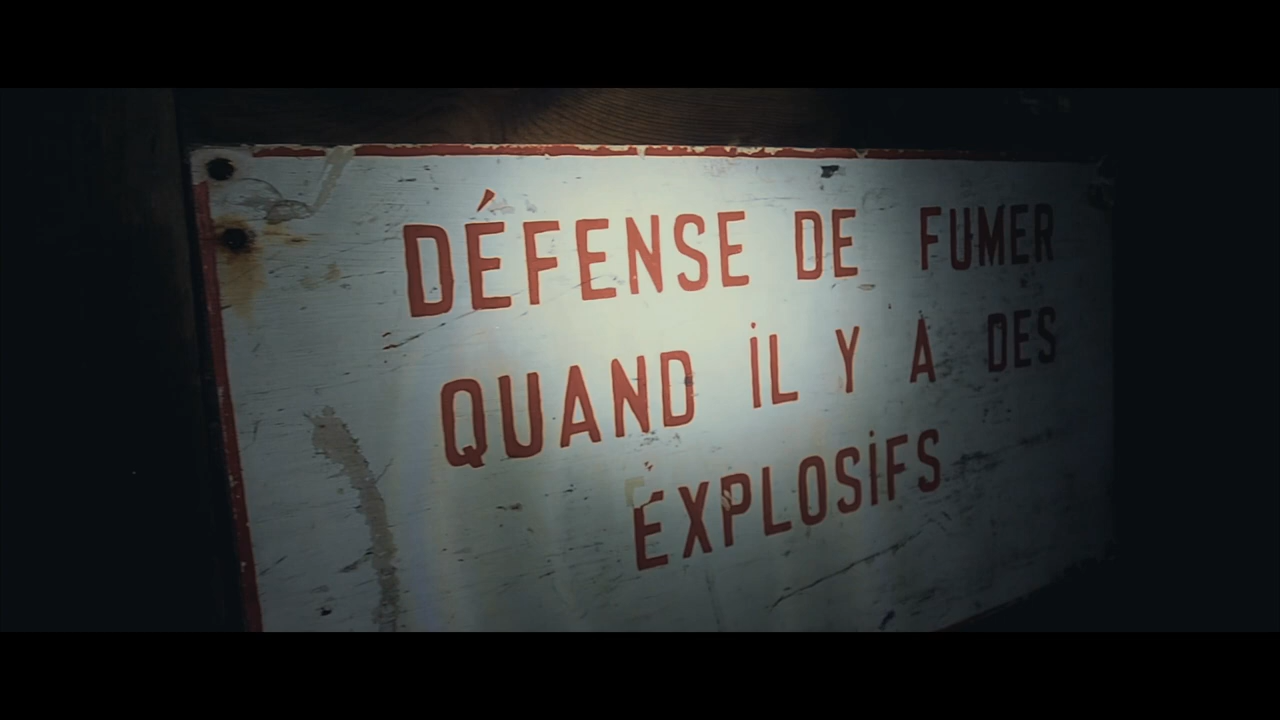 DÉFENSE DE FUMER
QUAND İL Y A DES
EXPLOSİFS